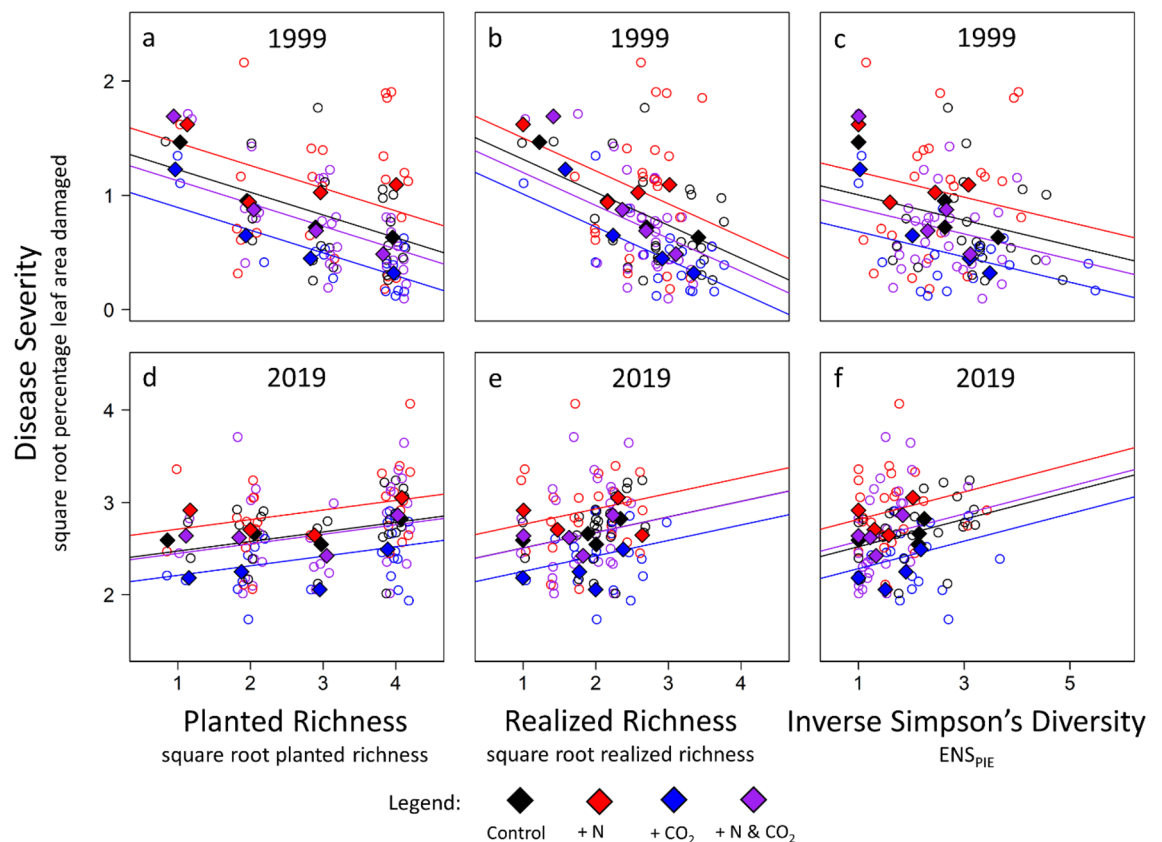 a 1999
b 1999
c 1999
2
1
0
Disease Severity
square root percentage leaf area damaged
d 2019
e 2019
f 2019
4
3
2
1 2 3 4
1 2 3 4
1 3 5
Planted Richness
square root planted richness
Realized Richness
square root realized richness
Inverse Simpson's Diversity
ENS_PIE
Legend:
Control
+ N
+ CO₂
+ N & CO₂